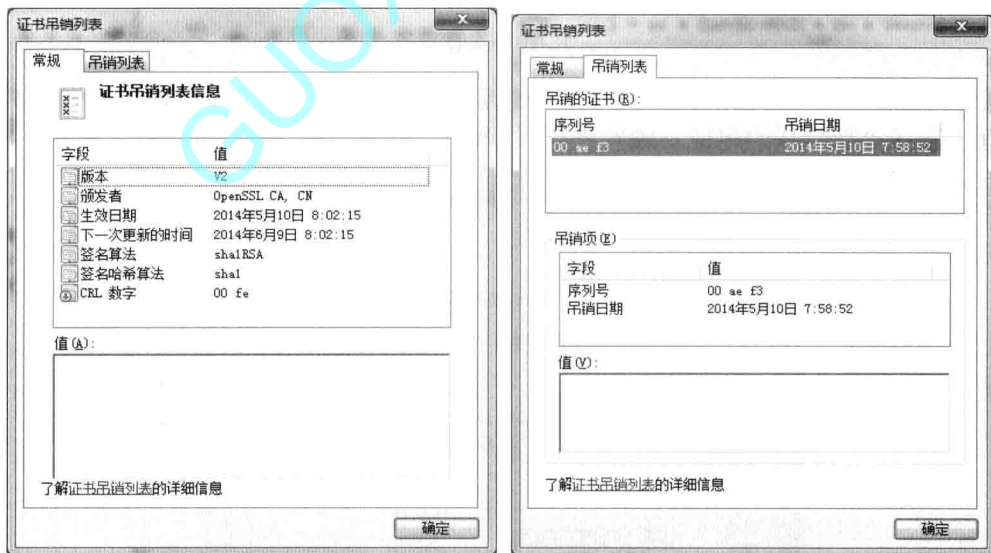 证书吊销列表
常规
吊销列表
证书吊销列表信息
字段 值
版本 V2
颁发者 OpenSSL CA, CN
生效日期 2014年5月10日 8:02:15
下一次更新的时间 2014年6月9日 8:02:15
签名算法 sha1RSA
签名哈希算法 sha1
CRL 数字 00 fe
值(A):
了解证书吊销列表的详细信息
确定
证书吊销列表
常规
吊销列表
吊销的证书(R):
序列号 吊销日期
00 ae f3 2014年5月10日 7:58:52
吊销项(E)
字段 值
序列号 00 ae f3
吊销日期 2014年5月10日 7:58:52
值(V):
了解证书吊销列表的详细信息
确定
GUO